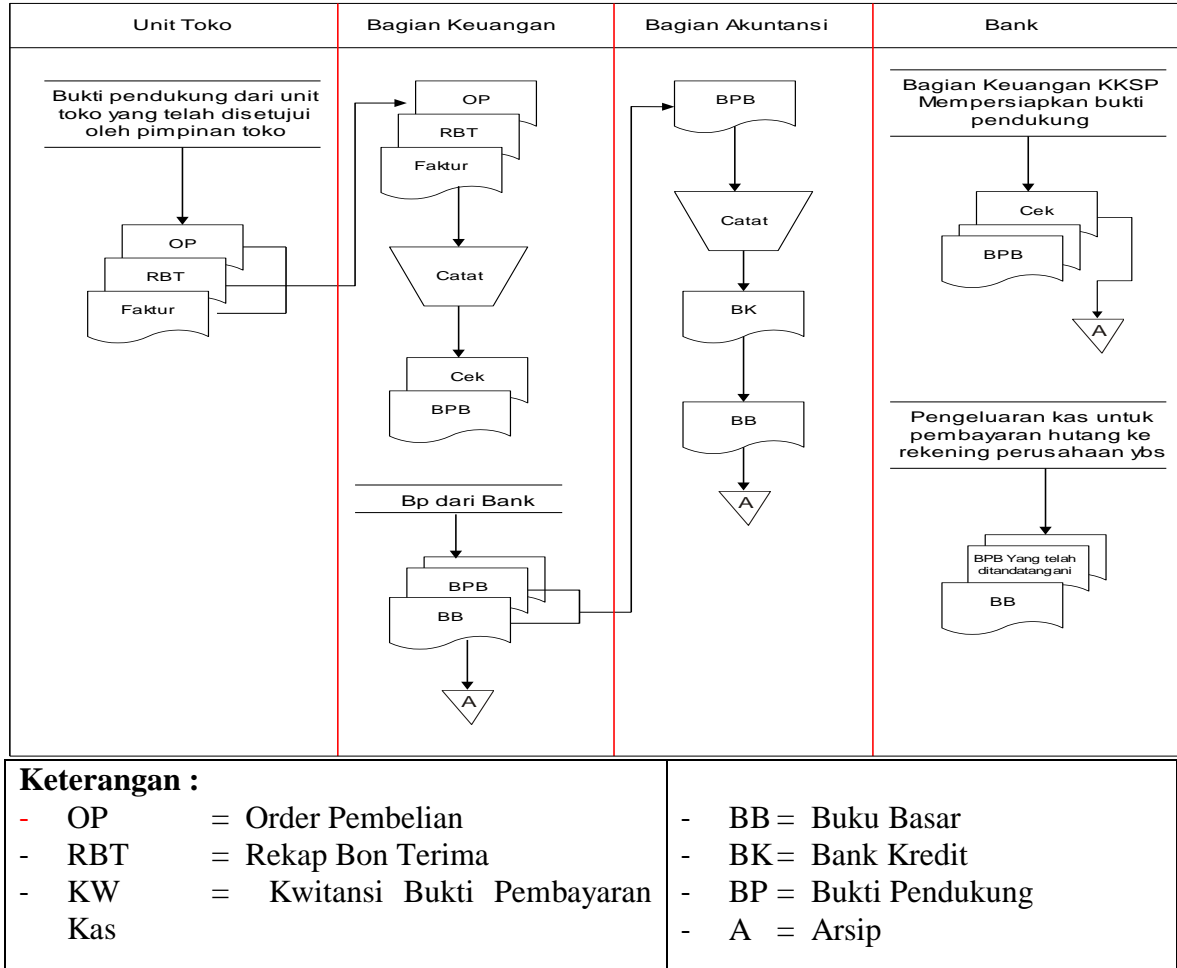 Unit Toko
Bagian Keuangan
Bagian Akuntansi
Bank
Bukti pendukung dari unit
toko yang telah disetujui
oleh pimpinan toko
OP
RBT
Faktur
OP
RBT
Faktur
Catat
Cek
BPB
Bp dari Bank
BPB
BB
A
BPB
Catat
BK
BB
A
Bagian Keuangan KKSP
Mempersiapkan bukti
pendukung
Cek
BPB
A
Pengeluaran kas untuk
pembayaran hutang ke
rekening perusahaan ybs
BPB Yang telah
ditandatangani
BB
Keterangan :
- OP = Order Pembelian
- RBT = Rekap Bon Terima
- KW = Kwitansi Bukti Pembayaran
Kas
- BB = Buku Basar
- BK = Bank Kredit
- BP = Bukti Pendukung
- A = Arsip